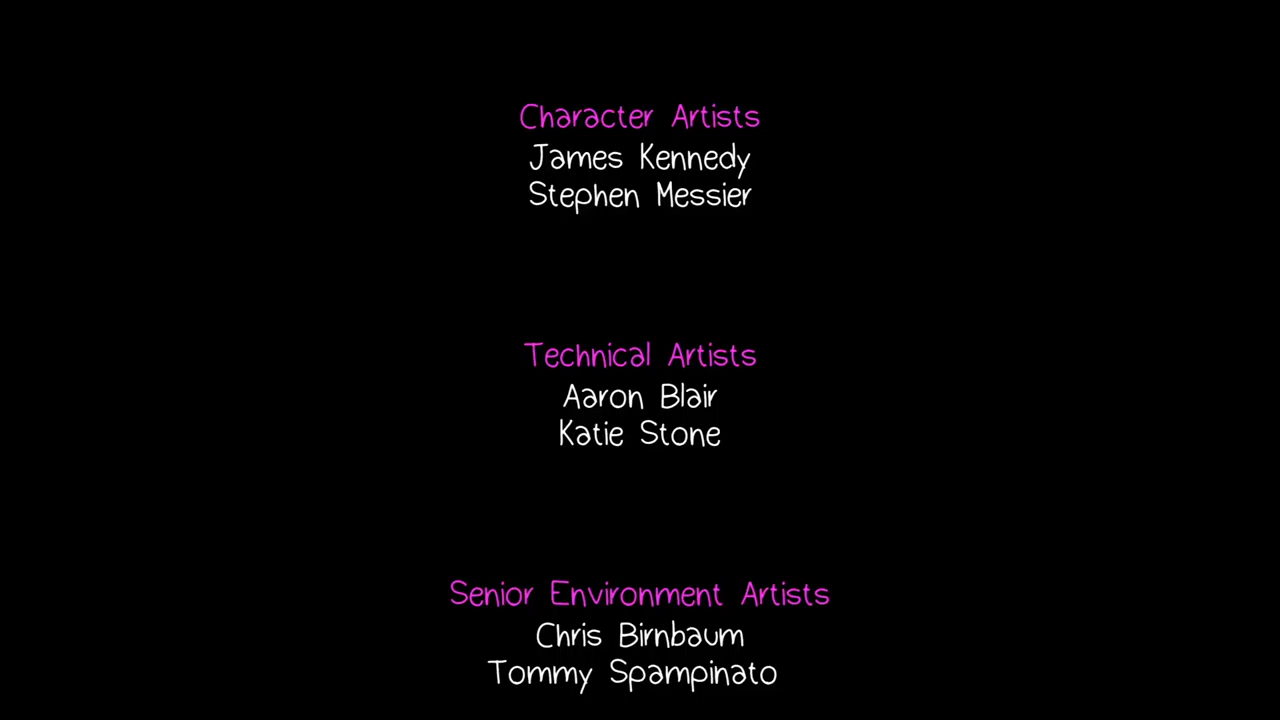 Character Artists
James Kennedy
Stephen Messier
Technical Artists
Aaron Blair
Katie Stone
Senior Environment Artists
Chris Birnbaum
Tommy Spampinato